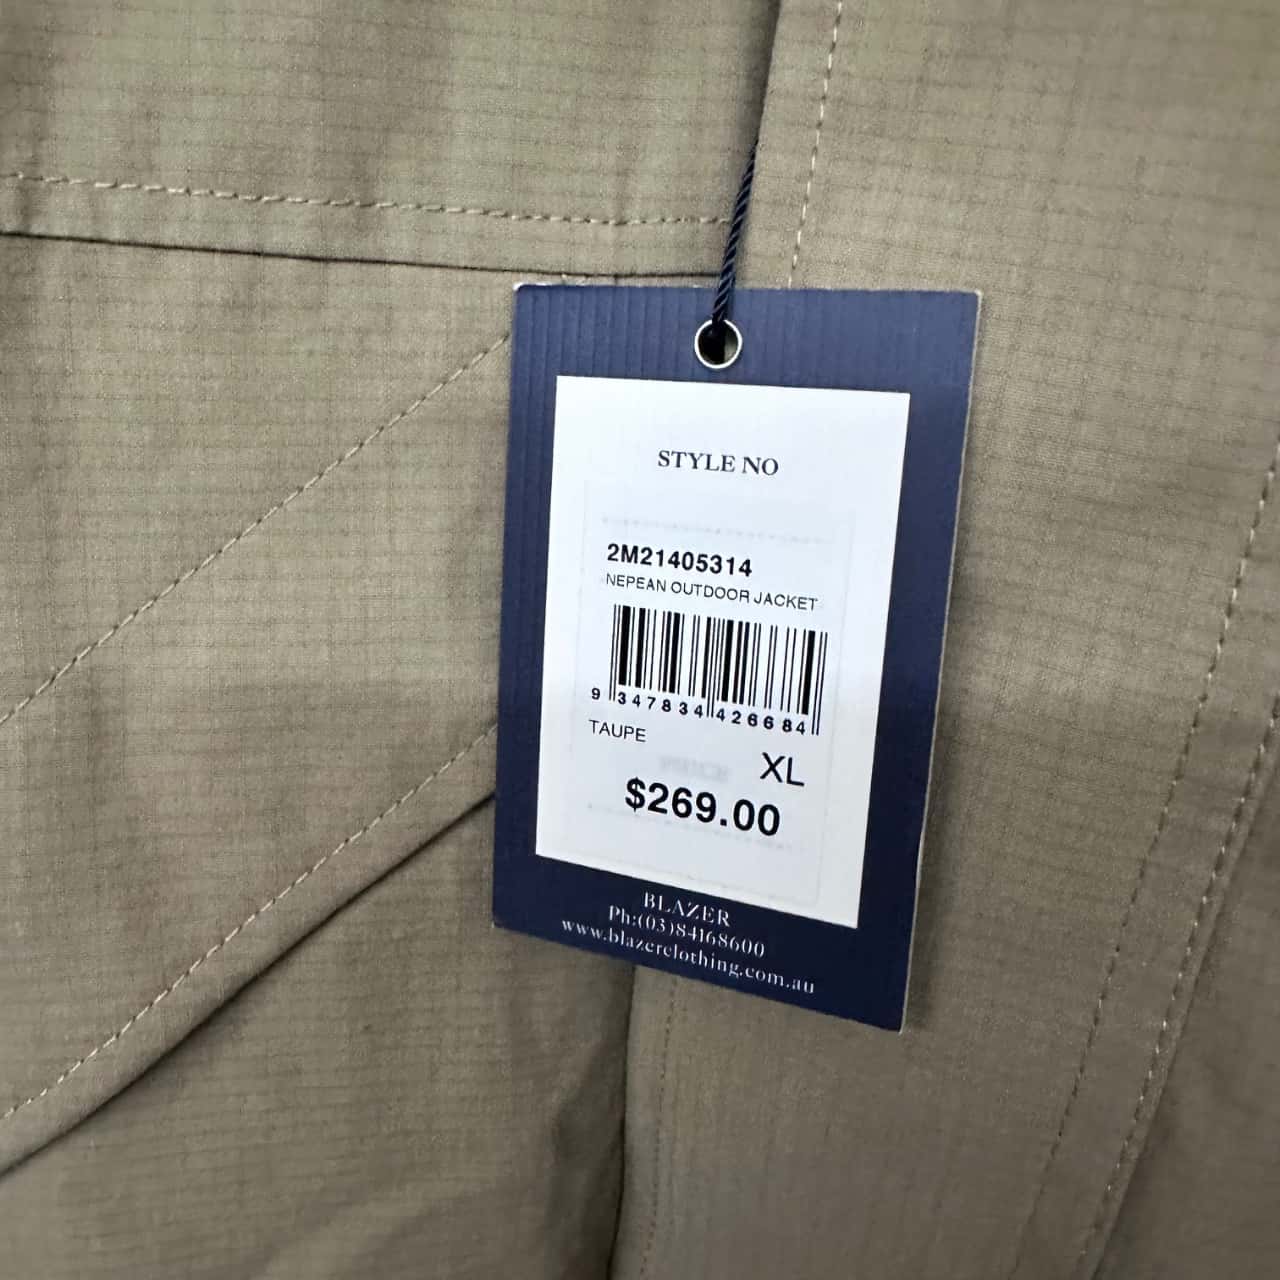 STYLE NO
2M21405314
NEPEAN OUTDOOR JACKET
9 347834 426684
TAUPE
XL
PRICE
$269.00
BLAZER
Ph:(03)84168600
www.blazerclothing.com.au